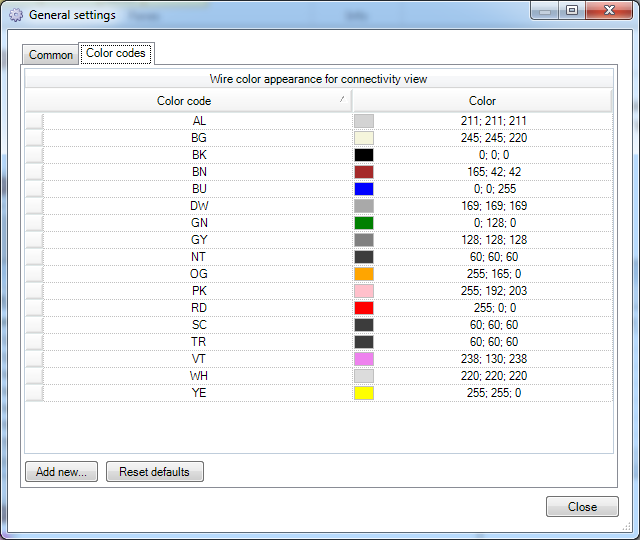 General settings
Common
Color codes
Wire color appearance for connectivity view
Color code Color
AL 211; 211; 211
BG 245; 245; 220
BK 0; 0; 0
BN 165; 42; 42
BU 0; 0; 255
DW 169; 169; 169
GN 0; 128; 0
GY 128; 128; 128
NT 60; 60; 60
OG 255; 165; 0
PK 255; 192; 203
RD 255; 0; 0
SC 60; 60; 60
TR 60; 60; 60
VT 238; 130; 238
WH 220; 220; 220
YE 255; 255; 0
Add new... Reset defaults
Close